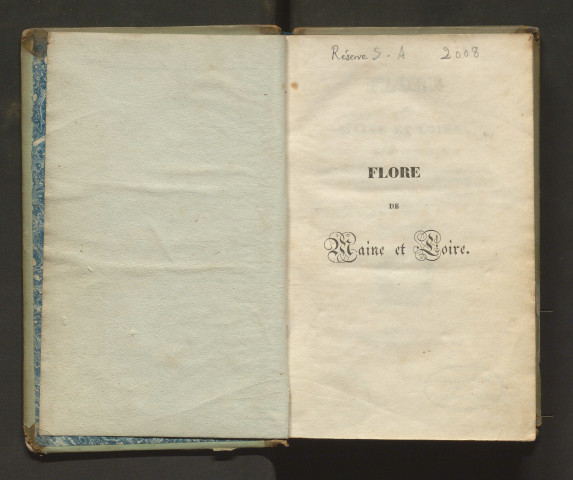 Réserve S-A 2008
FLORE
DE
Maine et Loire.